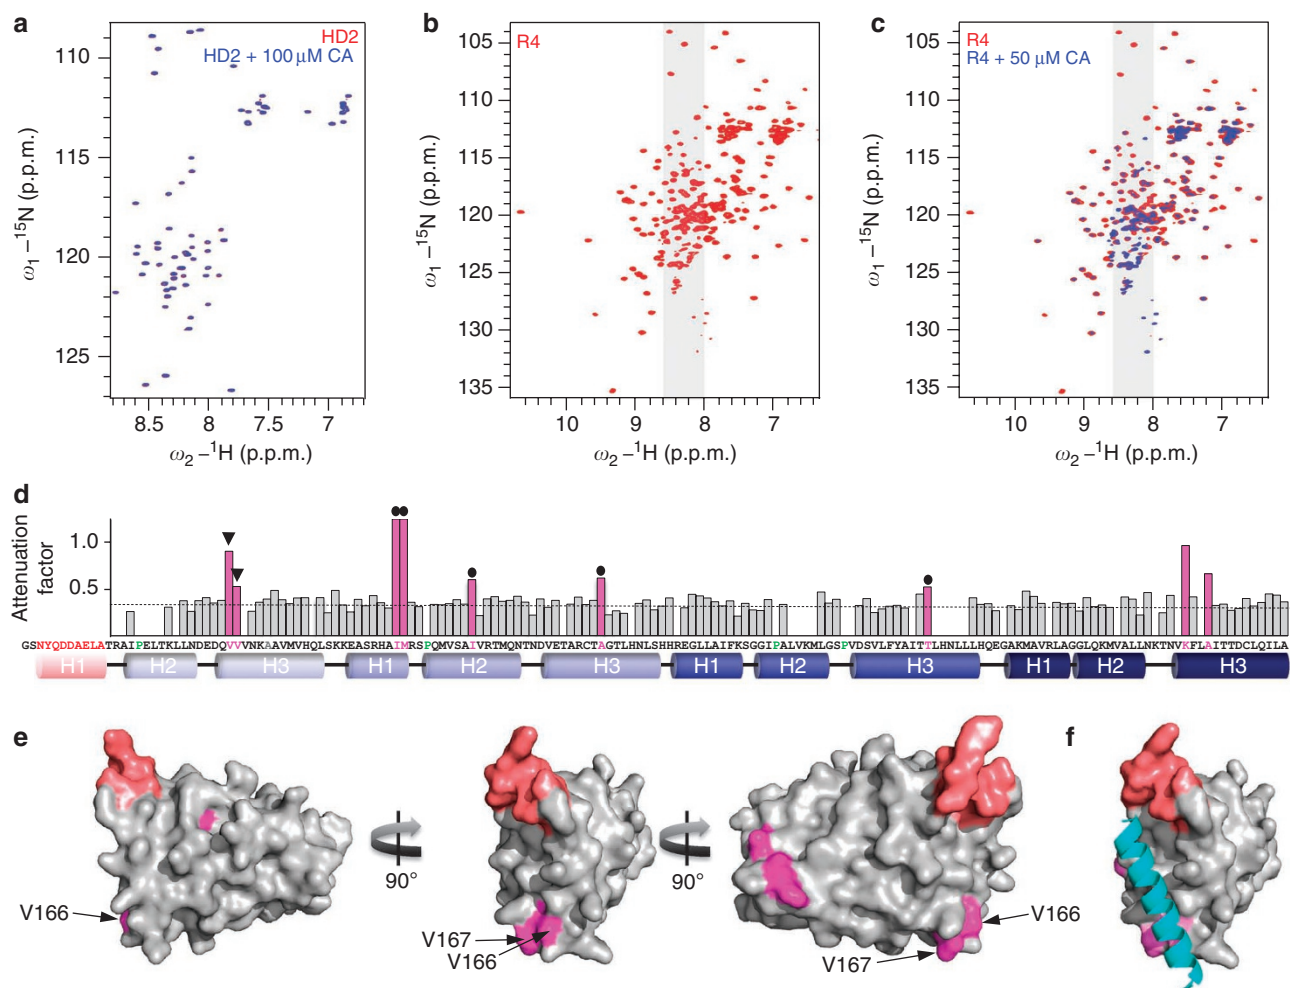 a
HD2
HD2 + 100 μM CA
110
115
120
125
8.5
8
7.5
7
ω1 – 15N (p.p.m.)
ω2 – 1H (p.p.m.)
b
R4
105
110
115
120
125
130
135
10
9
8
7
ω1 – 15N (p.p.m.)
ω2 – 1H (p.p.m.)
c
R4
R4 + 50 μM CA
105
110
115
120
125
130
135
10
9
8
7
ω1 – 15N (p.p.m.)
ω2 – 1H (p.p.m.)
d
Attenuation
factor
1.0
0.5
GSNYQDDAELATRAIPELTKLLNDEDQVVVNKAAVMVHQLSKKEASRHAIMRSPQMVSAIVRTMQNTNDVETARCTAGTLHNLSHHREGLLAIFKSGGIPALVKMLGSPVDSVLFYAITTLHNLLLHQEGAKMAVRLAGGLQKMVALLNKTNVKFLAITTDCLQILA
H1 H2 H3 H1 H2 H3 H1 H2 H3 H1 H2 H3
e
V166
90°
V167
V166
90°
V166
V167
f